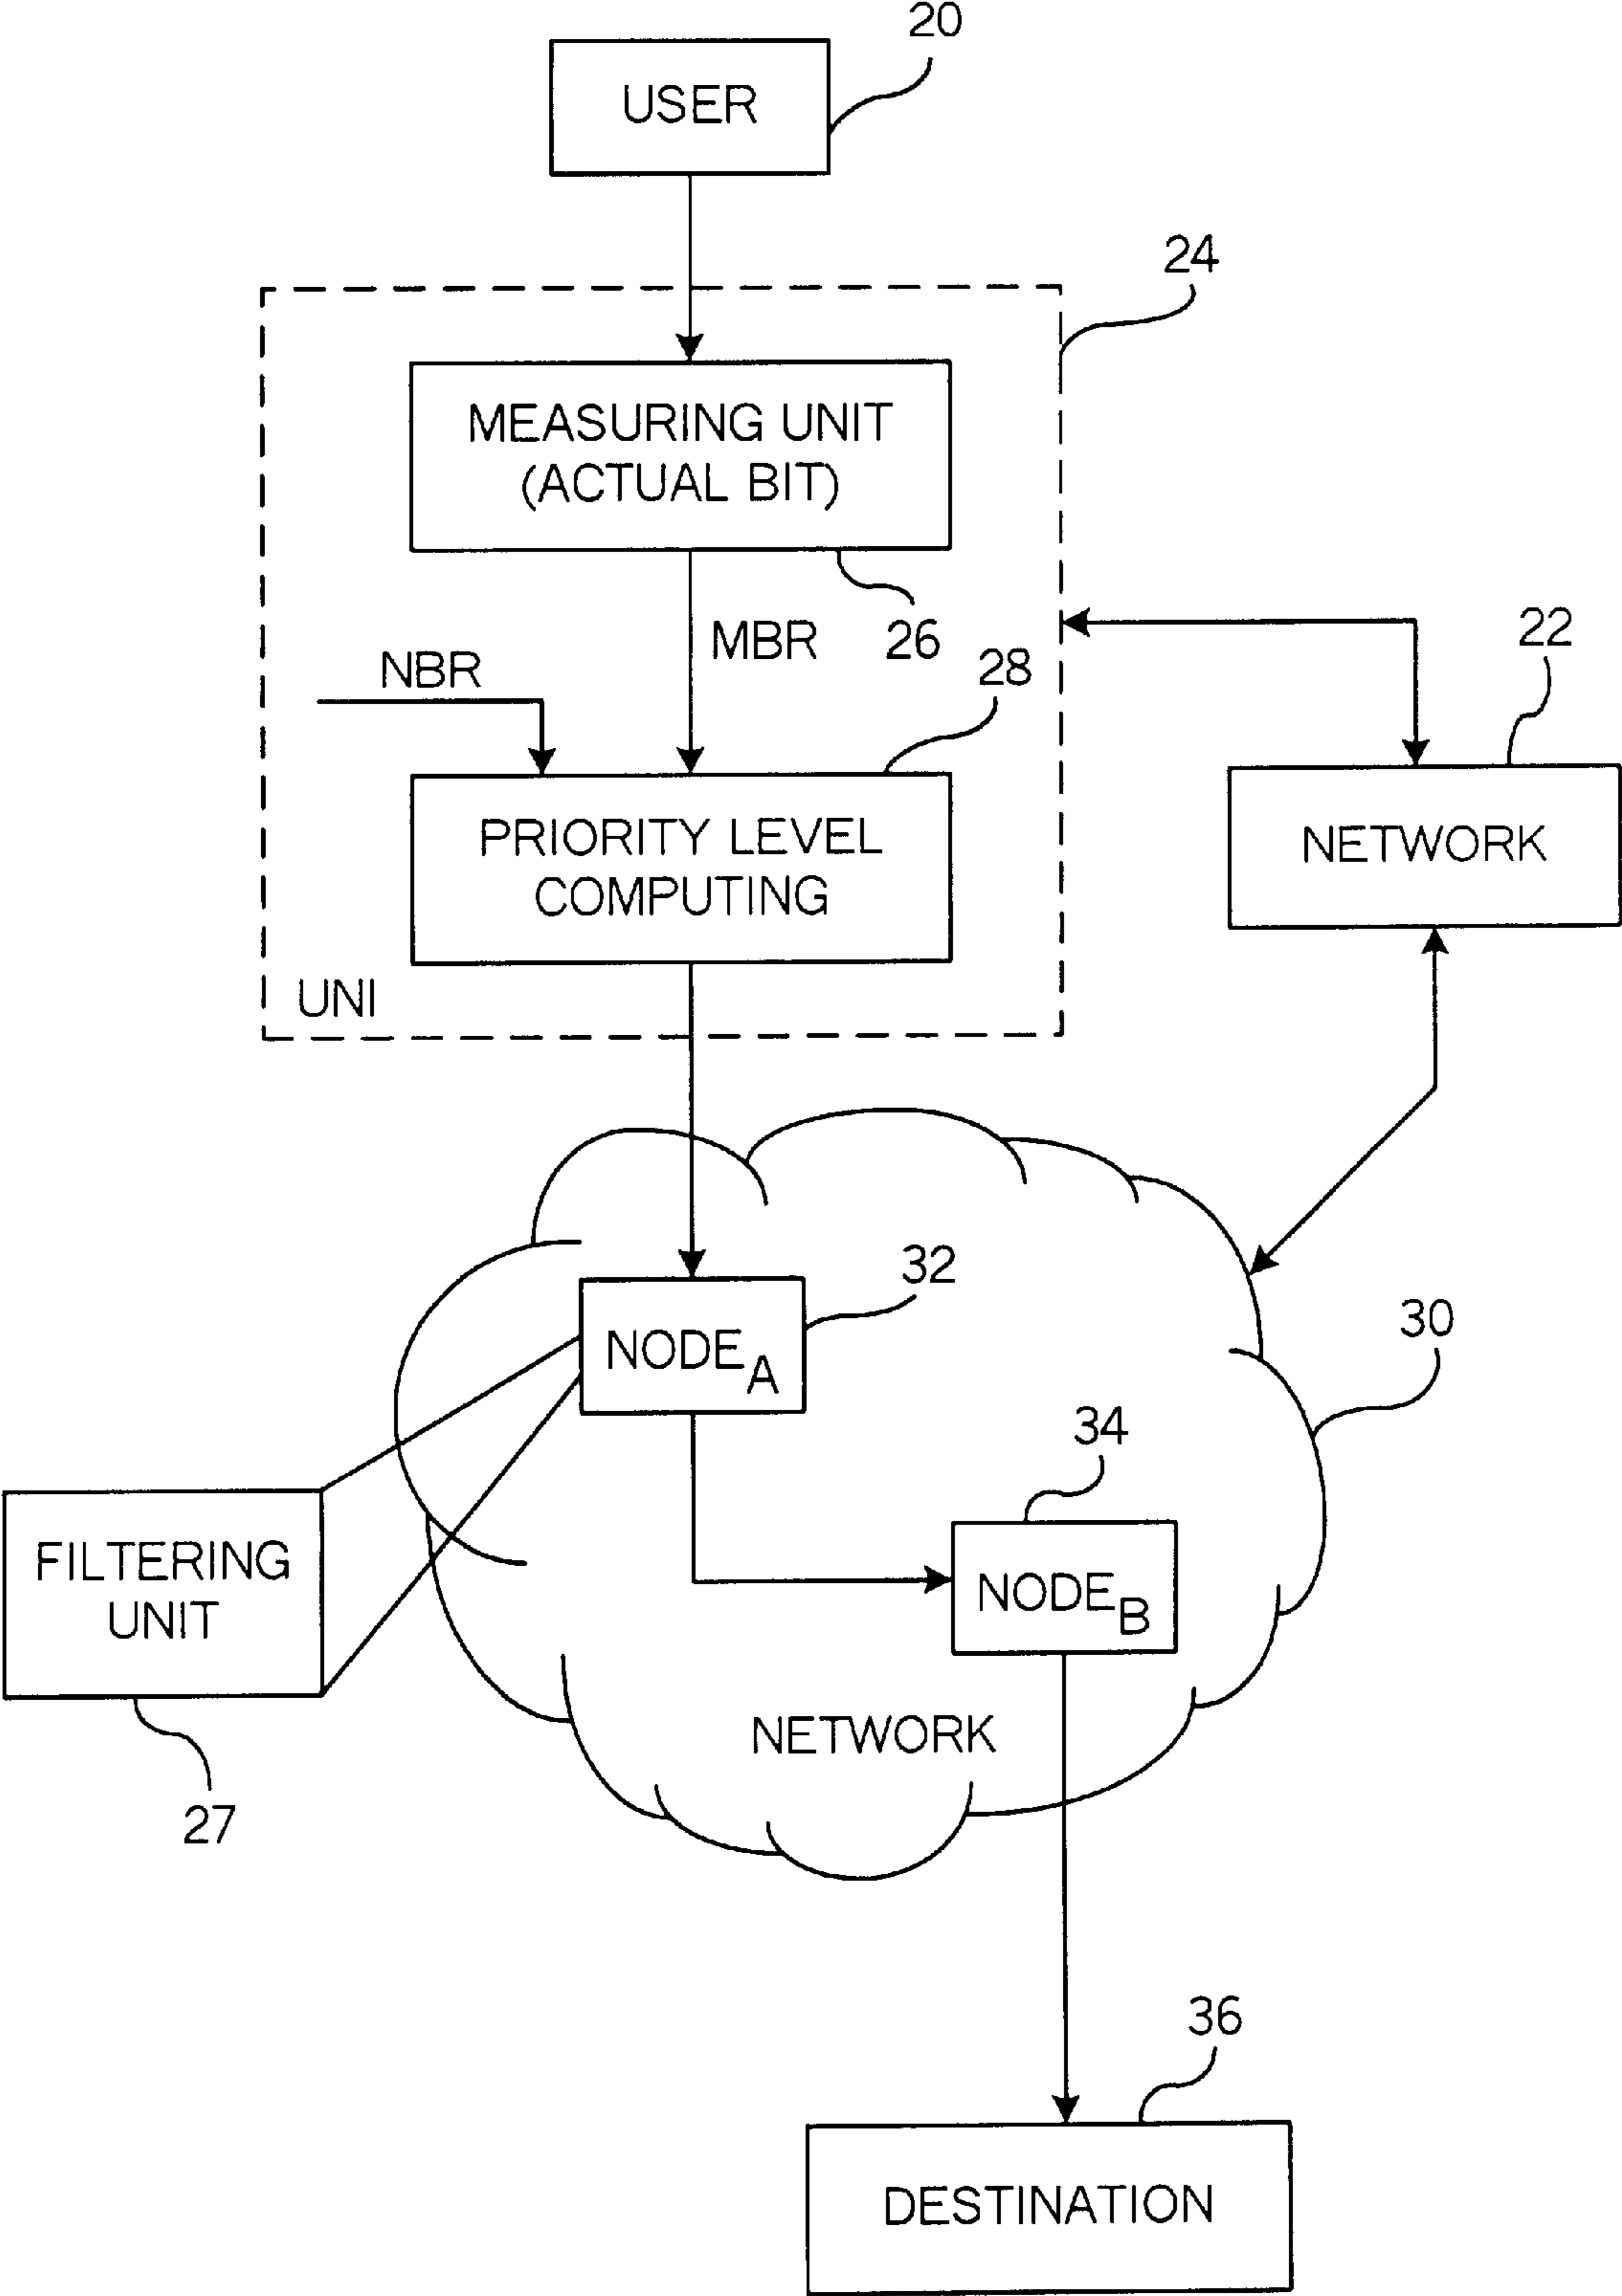 20
USER
24
MEASURING UNIT
(ACTUAL BIT)
26
MBR
NBR
28
22
PRIORITY LEVEL
COMPUTING
NETWORK
UNI
32
NODEA
30
34
FILTERING
UNIT
NODEB
NETWORK
27
36
DESTINATION